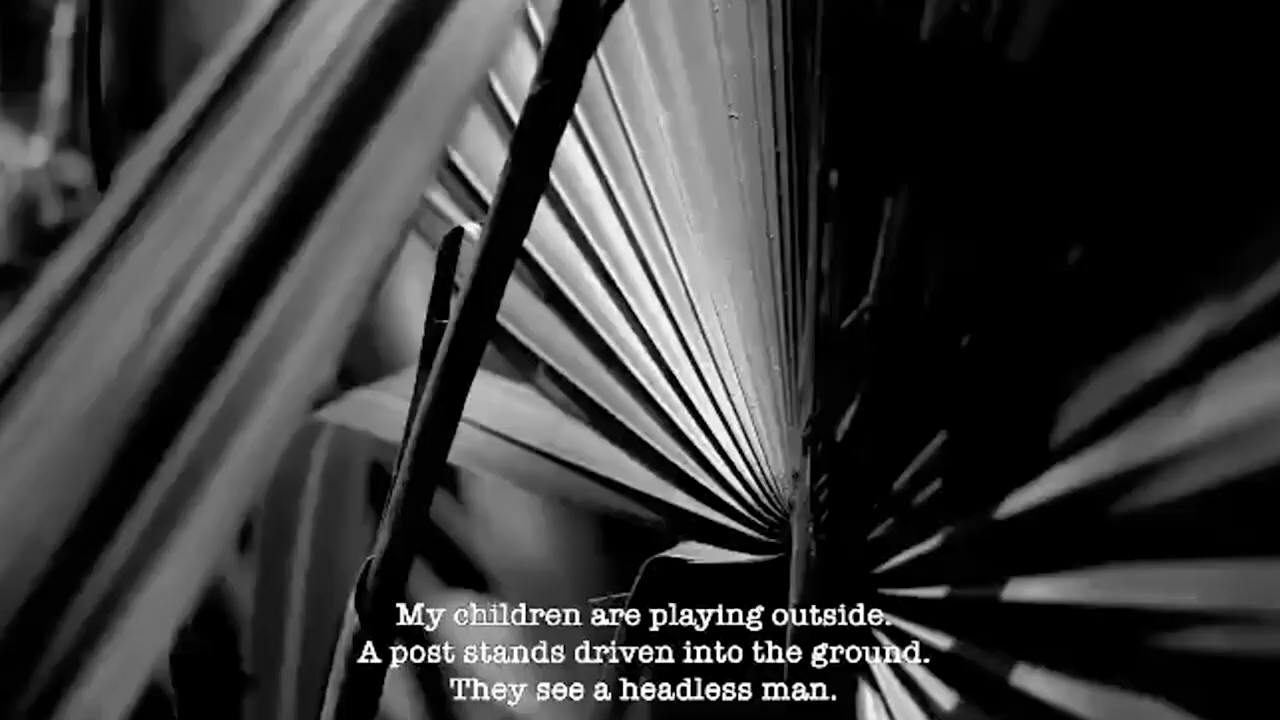 My children are playing outside.
A post stands driven into the ground.
They see a headless man.